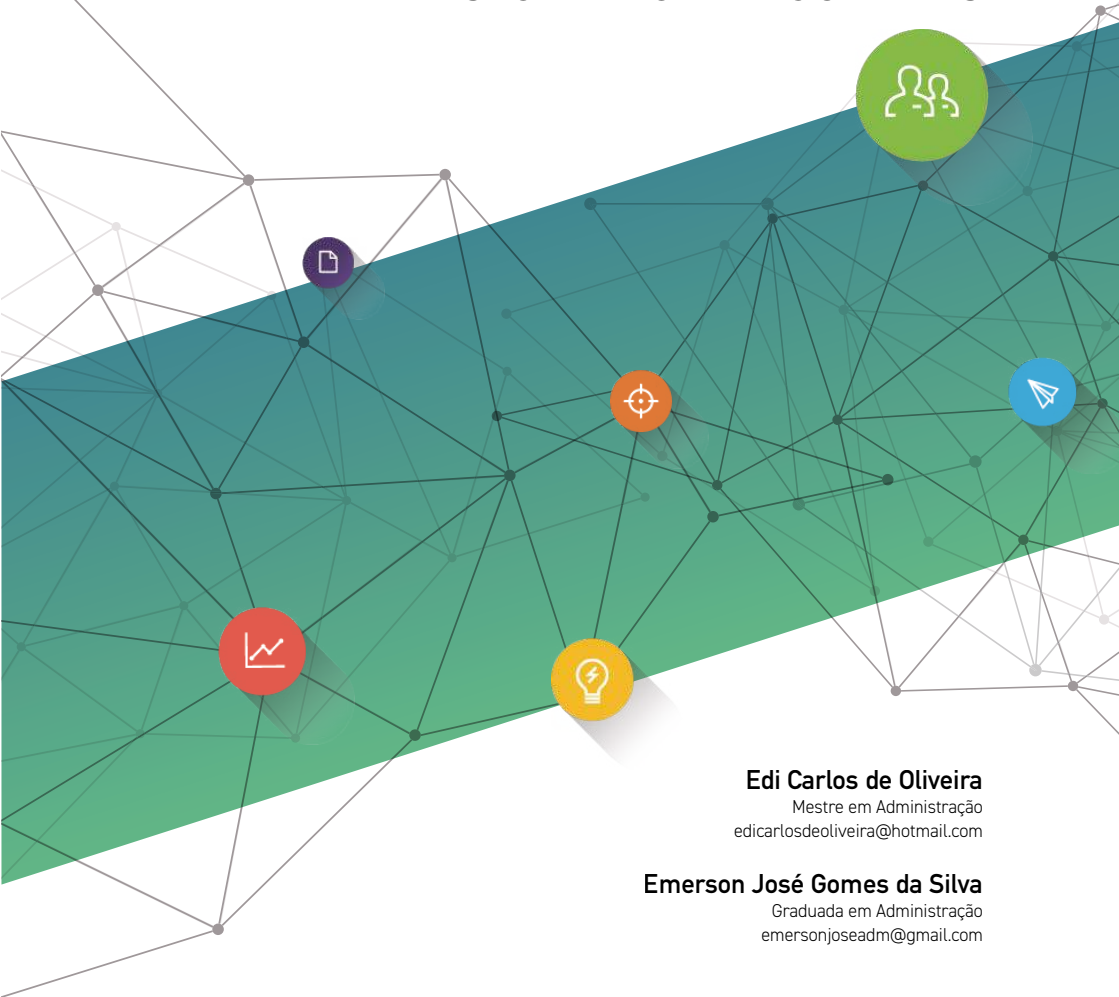 Edi Carlos de Oliveira
Mestre em Administração
edicarlosdeoliveira@hotmail.com
Emerson José Gomes da Silva
Graduada em Administração
emersonjoseadm@gmail.com